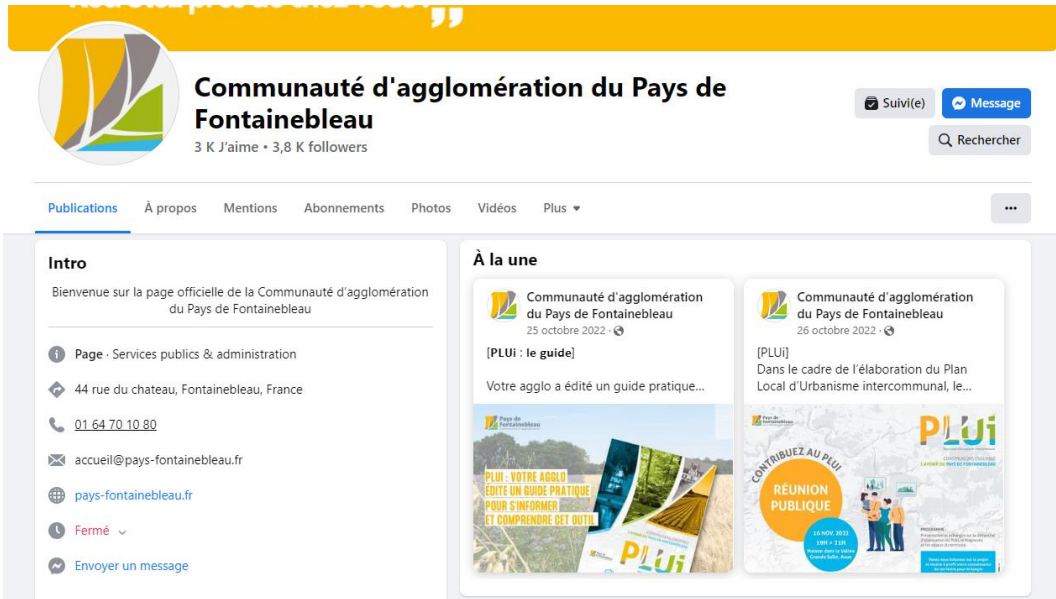 Communauté d'agglomération du Pays de
Fontainebleau
3 K J'aime • 3,8 K followers
Suivi(e)
Message
Rechercher
Publications À propos Mentions Abonnements Photos Vidéos Plus
Intro
Bienvenue sur la page officielle de la Communauté d'agglomération
du Pays de Fontainebleau
Page · Services publics & administration
44 rue du chateau, Fontainebleau, France
01 64 70 10 80
accueil@pays-fontainebleau.fr
pays-fontainebleau.fr
Fermé
Envoyer un message
À la une
Communauté d'agglomération
du Pays de Fontainebleau
25 octobre 2022
[PLUi : le guide]
Votre agglo a édité un guide pratique...
Pays de
Fontainebleau
PLUI : VOTRE AGGLO
ÉDITE UN GUIDE PRATIQUE
POUR S'INFORMER
ET COMPRENDRE CET OUTIL
PLUi
Communauté d'agglomération
du Pays de Fontainebleau
26 octobre 2022
[PLUi]
Dans le cadre de l'élaboration du Plan
Local d'Urbanisme intercommunal, le...
Pays de
Fontainebleau
PLUi
CONTRIBUEZ AU PLUi
RÉUNION
PUBLIQUE
16 NOV. 2022
19H > 21H
PROGRAMME :